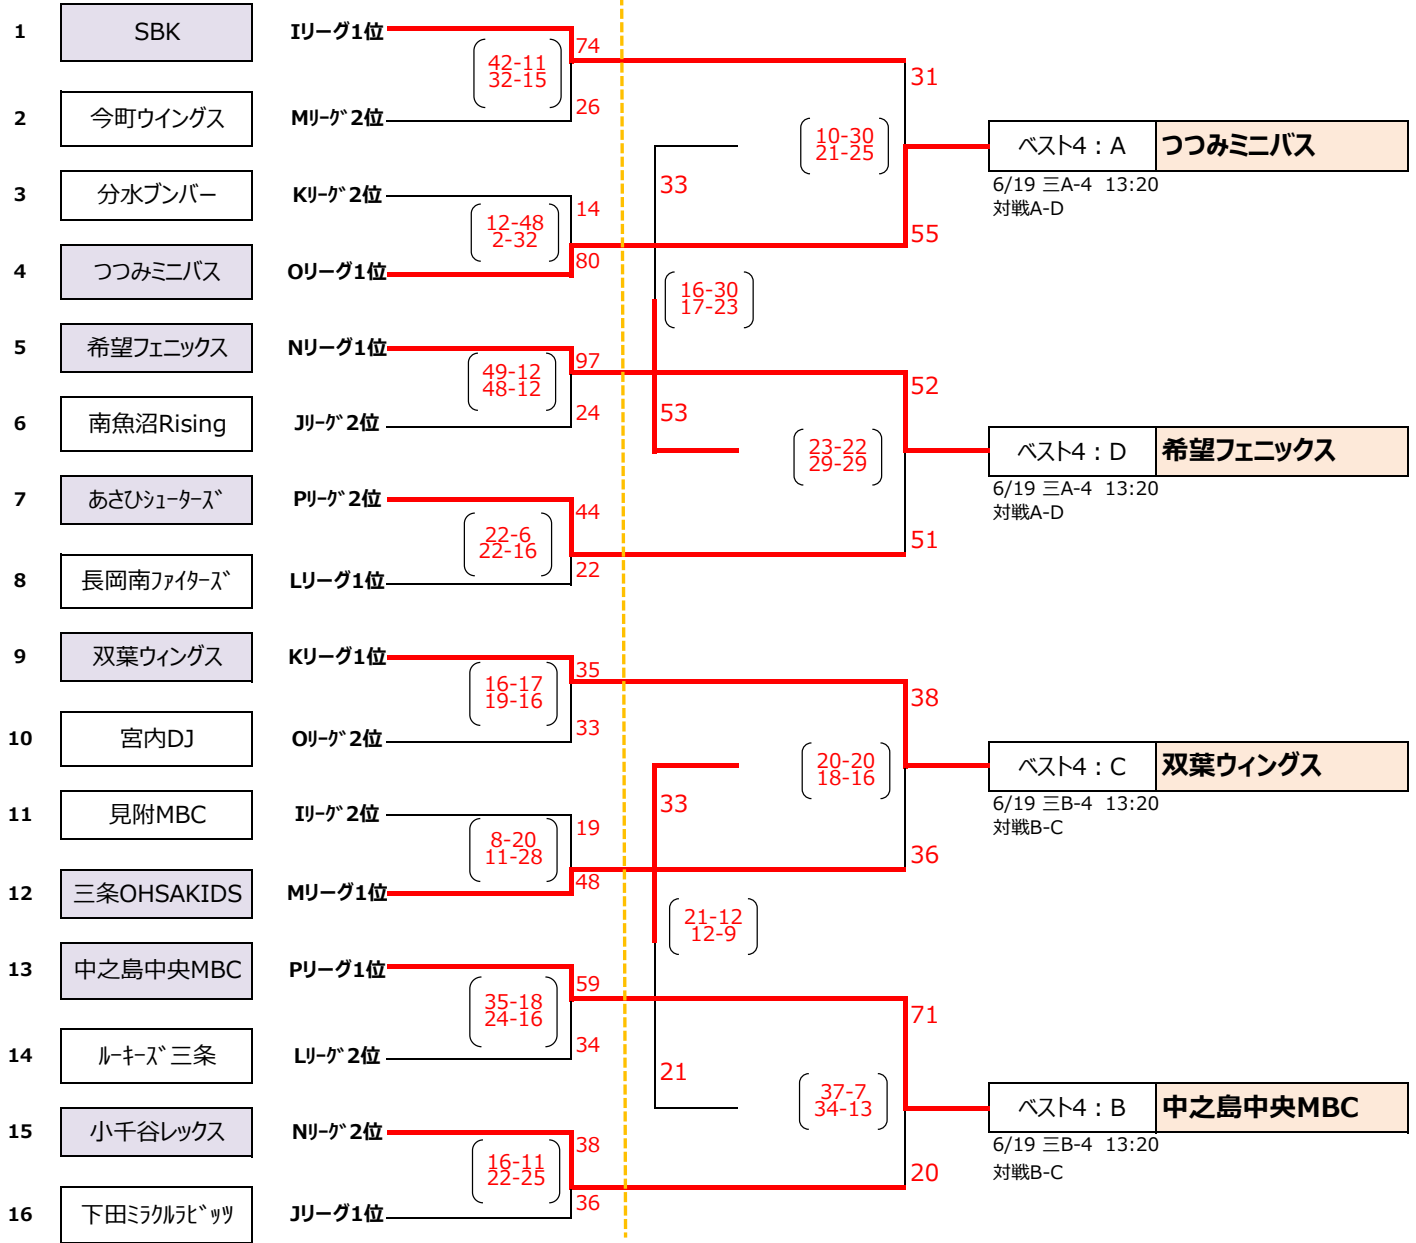 1 SBK Iリーグ1位 74
42-11
32-15
2 今町ウイングス Mリーグ2位 26
31
10-30
21-25
ベスト4：A つつみミニバス
6/19 三A-4 13:20
対戦A-D
3 分水ブンバー Kリーグ2位 14
33
12-48
2-32
55
4 つつみミニバス Oリーグ1位 80
16-30
17-23
5 希望フェニックス Nリーグ1位 97
49-12
48-12
52
6 南魚沼Rising Jリーグ2位 24
53
23-22
29-29
ベスト4：D 希望フェニックス
6/19 三A-4 13:20
対戦A-D
7 あさひシューターズ Pリーグ2位 44
22-6
22-16
51
8 長岡南ファイターズ Lリーグ1位 22
9 双葉ウィングス Kリーグ1位 35
16-17
19-16
38
10 宮内DJ Oリーグ2位 33
20-20
18-16
ベスト4：C 双葉ウィングス
6/19 三B-4 13:20
対戦B-C
11 見附MBC Iリーグ2位 19
33
8-20
11-28
36
12 三条OHSAKIDS Mリーグ1位 48
21-12
12-9
13 中之島中央MBC Pリーグ1位 59
35-18
24-16
71
14 ルーキーズ三条 Lリーグ2位 34
21
37-7
34-13
ベスト4：B 中之島中央MBC
6/19 三B-4 13:20
対戦B-C
15 小千谷レックス Nリーグ2位 38
16-11
22-25
20
16 下田ミラクルラビッツ Jリーグ1位 36